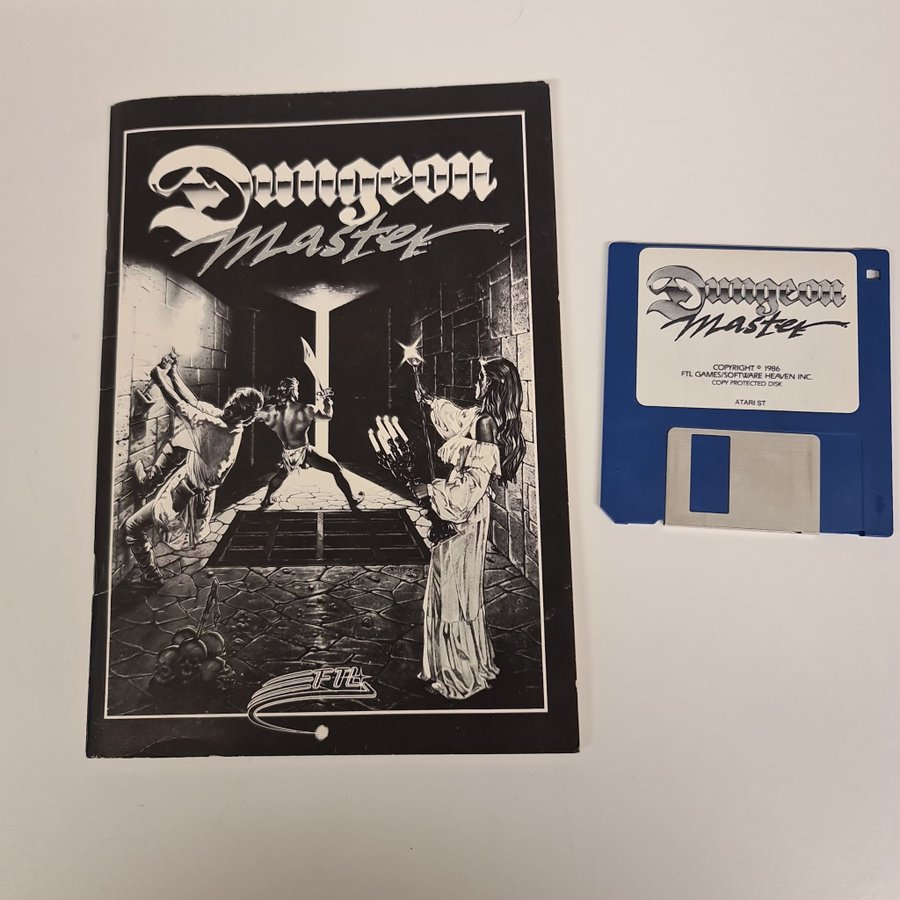 Dungeon
Master
FTL
Dungeon
Master
COPYRIGHT © 1986
FTL GAMES/SOFTWARE HEAVEN INC.
COPY PROTECTED DISK
ATARI ST